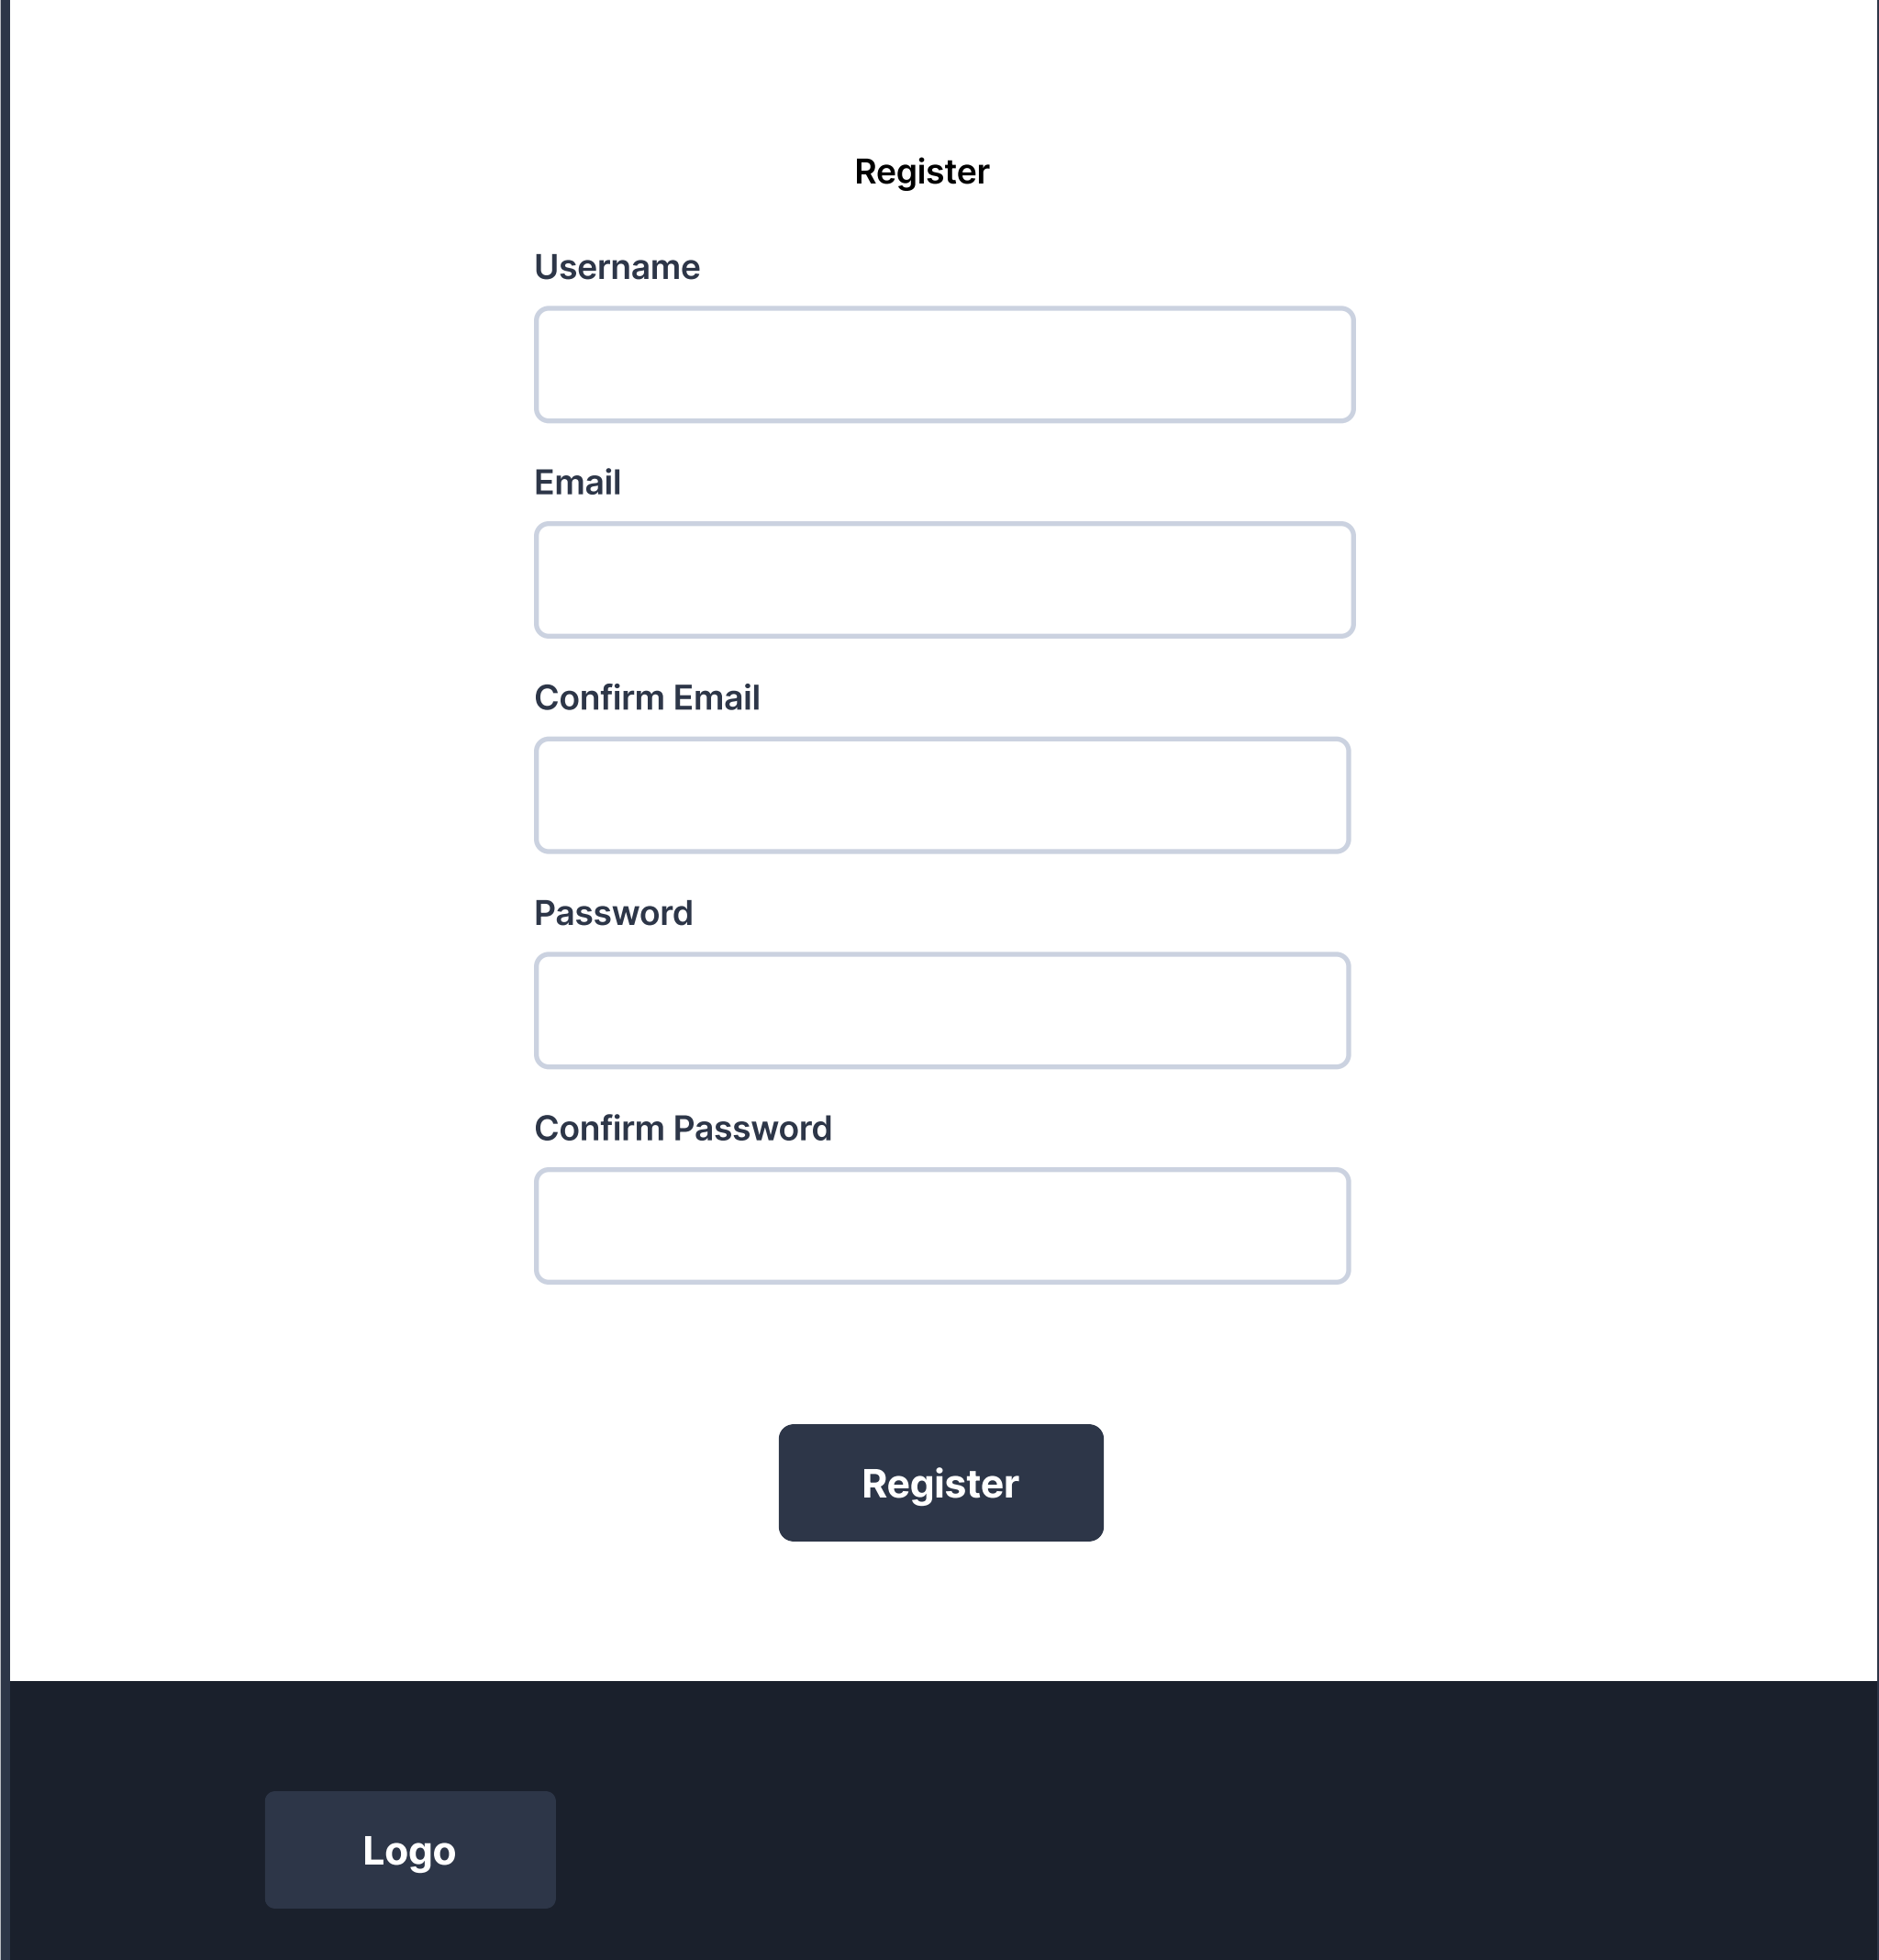 Register
Username
Email
Confirm Email
Password
Confirm Password
Register
Logo